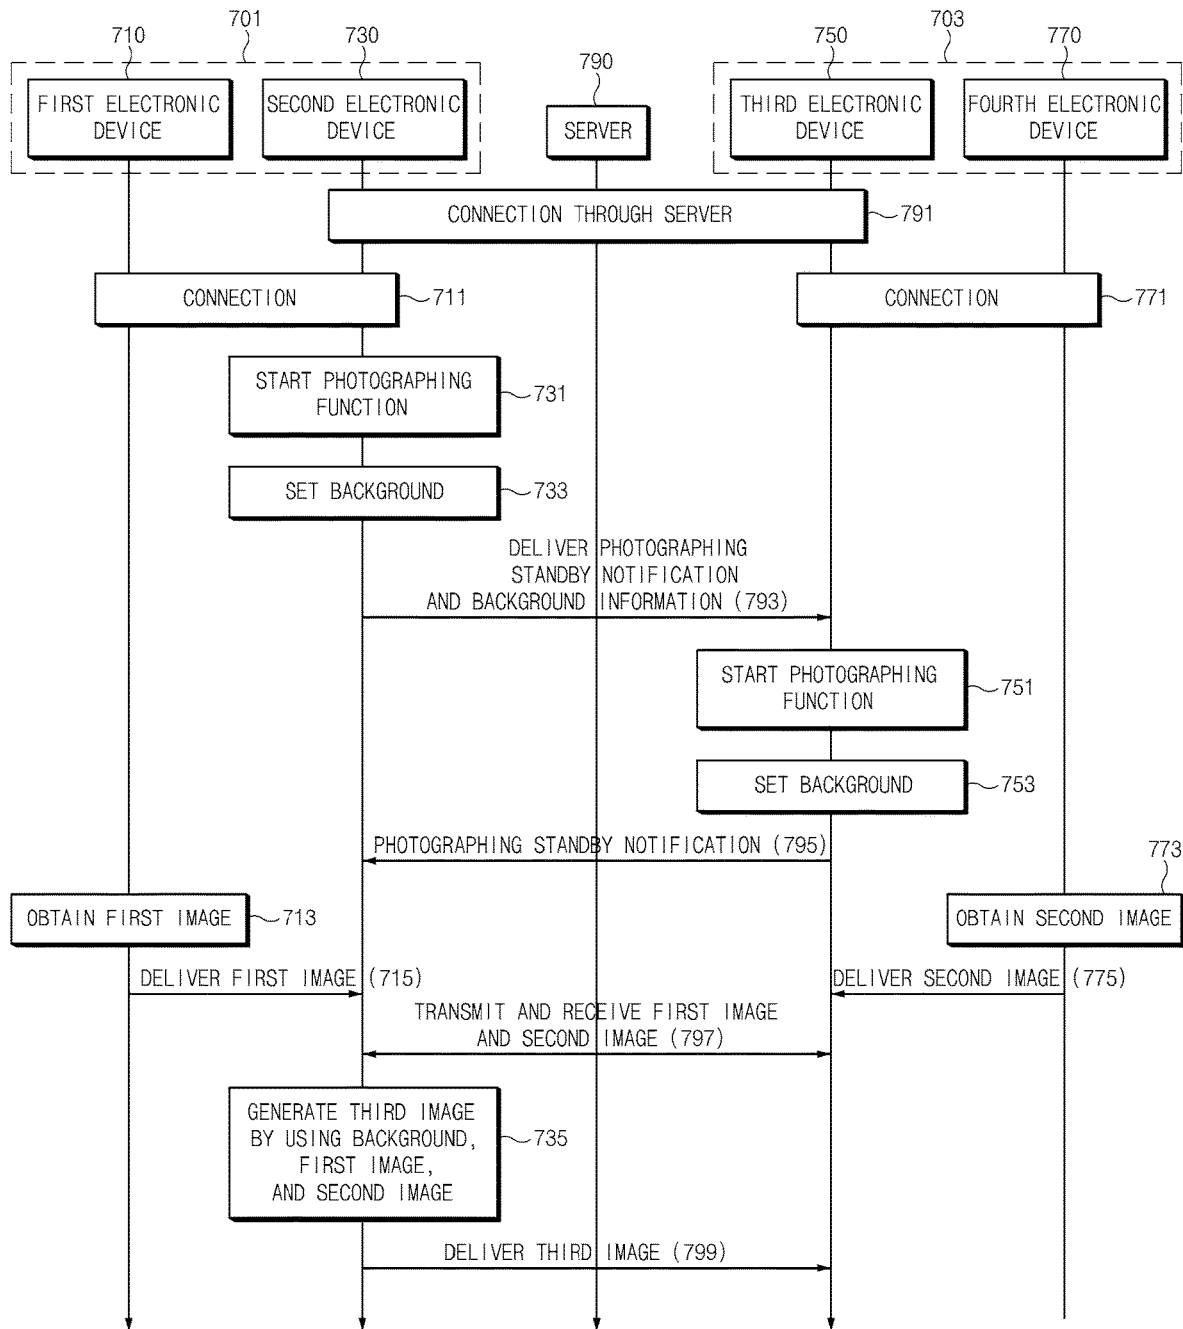 701
703
710
730
790
750
770
FIRST ELECTRONIC
DEVICE
SECOND ELECTRONIC
DEVICE
SERVER
THIRD ELECTRONIC
DEVICE
FOURTH ELECTRONIC
DEVICE
CONNECTION THROUGH SERVER
791
CONNECTION
711
CONNECTION
771
START PHOTOGRAPHING
FUNCTION
731
SET BACKGROUND
733
DELIVER PHOTOGRAPHING
STANDBY NOTIFICATION
AND BACKGROUND INFORMATION (793)
START PHOTOGRAPHING
FUNCTION
751
SET BACKGROUND
753
PHOTOGRAPHING STANDBY NOTIFICATION (795)
773
OBTAIN FIRST IMAGE
713
OBTAIN SECOND IMAGE
DELIVER FIRST IMAGE (715)
DELIVER SECOND IMAGE (775)
TRANSMIT AND RECEIVE FIRST IMAGE
AND SECOND IMAGE (797)
GENERATE THIRD IMAGE
BY USING BACKGROUND,
FIRST IMAGE,
AND SECOND IMAGE
735
DELIVER THIRD IMAGE (799)